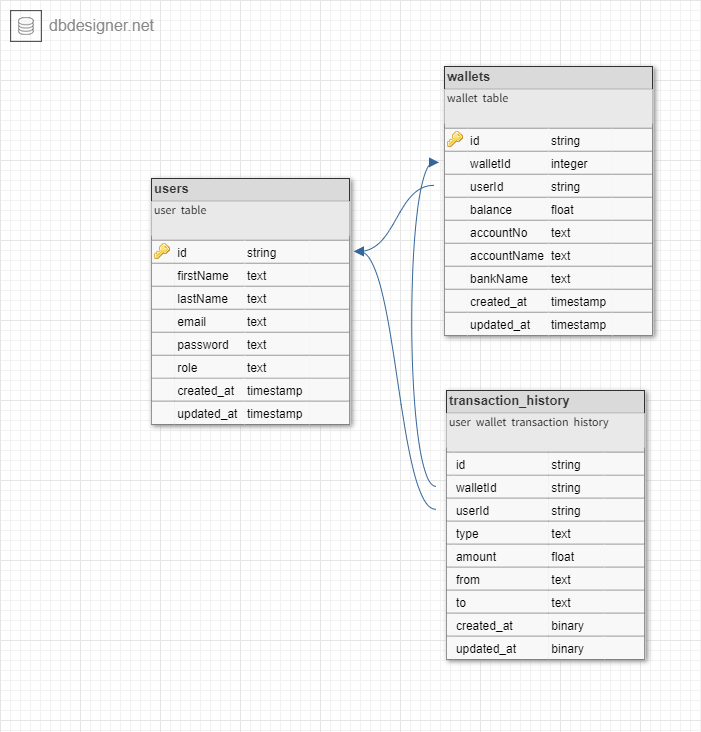 dbdesigner.net
wallets
wallet table
id string
walletId integer
userId string
balance float
accountNo text
accountName text
bankName text
created_at timestamp
updated_at timestamp
users
user table
id string
firstName text
lastName text
email text
password text
role text
created_at timestamp
updated_at timestamp
transaction_history
user wallet transaction history
id string
walletId string
userId string
type text
amount float
from text
to text
created_at binary
updated_at binary